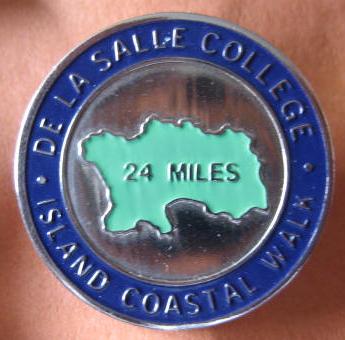 DE LA SALLE COLLEGE
24 MILES
ISLAND COASTAL WALK